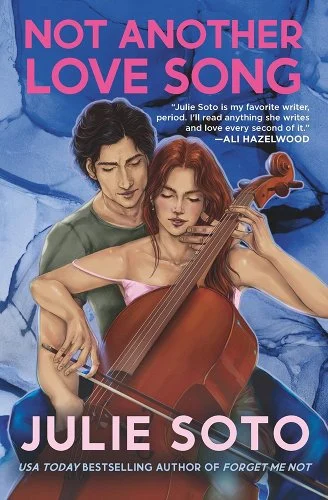 NOT ANOTHER
LOVE SONG
"Julie Soto is my favorite writer,
period. I'll read anything she writes
and love every second of it."
—ALI HAZELWOOD
JULIE SOTO
USA TODAY BESTSELLING AUTHOR OF FORGET ME NOT